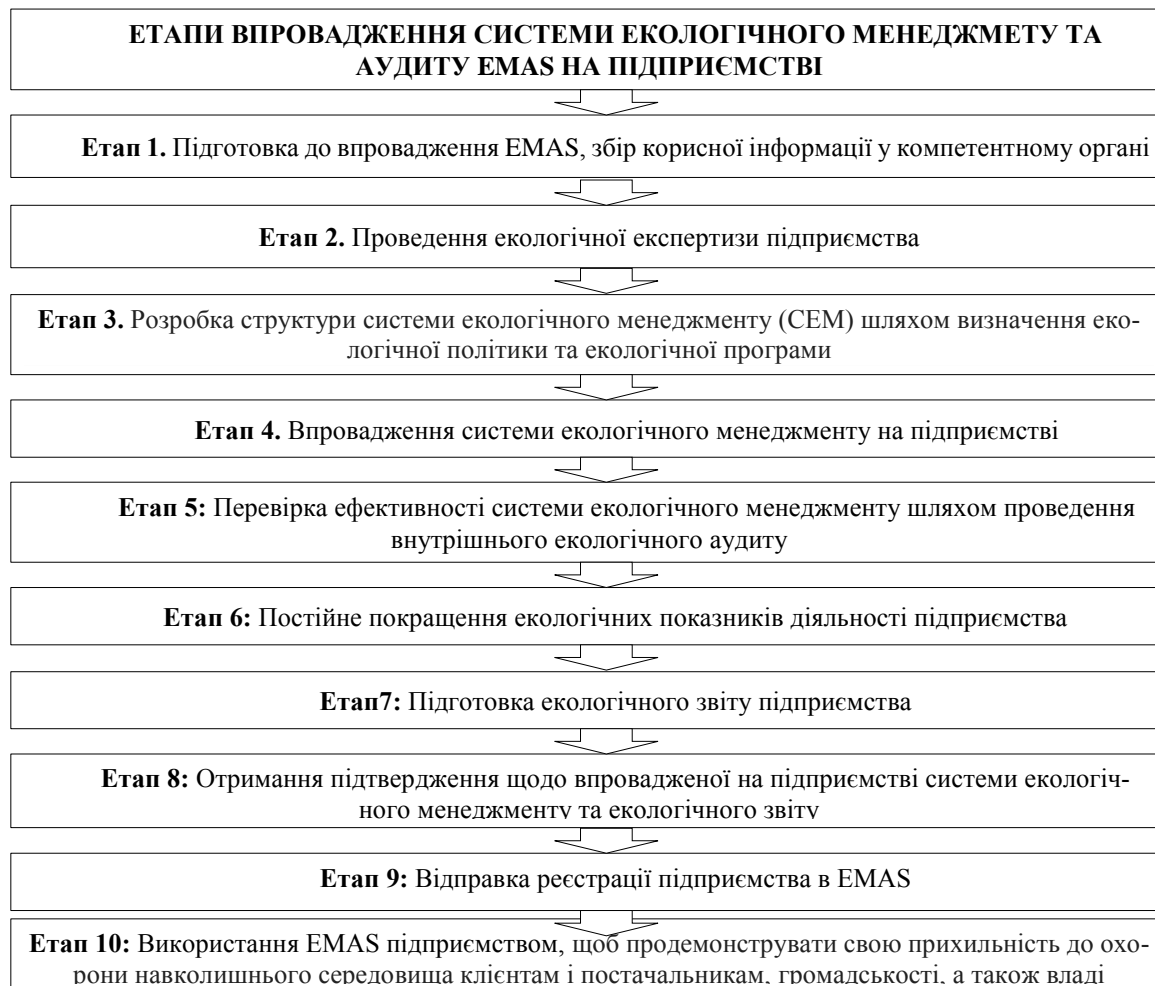 ЕТАПИ ВПРОВАДЖЕННЯ СИСТЕМИ ЕКОЛОГІЧНОГО МЕНЕДЖМЕТУ ТА
АУДИТУ EMAS НА ПІДПРИЄМСТВІ
Етап 1. Підготовка до впровадження EMAS, збір корисної інформації у компетентному органі
Етап 2. Проведення екологічної експертизи підприємства
Етап 3. Розробка структури системи екологічного менеджменту (СЕМ) шляхом визначення еко-
логічної політики та екологічної програми
Етап 4. Впровадження системи екологічного менеджменту на підприємстві
Етап 5: Перевірка ефективності системи екологічного менеджменту шляхом проведення
внутрішнього екологічного аудиту
Етап 6: Постійне покращення екологічних показників діяльності підприємства
Етап7: Підготовка екологічного звіту підприємства
Етап 8: Отримання підтвердження щодо впровадженої на підприємстві системи екологіч-
ного менеджменту та екологічного звіту
Етап 9: Відправка реєстрації підприємства в EMAS
Етап 10: Використання EMAS підприємством, щоб продемонструвати свою прихильність до охо-
рони навколишнього середовища клієнтам і постачальникам, громадськості, а також владі